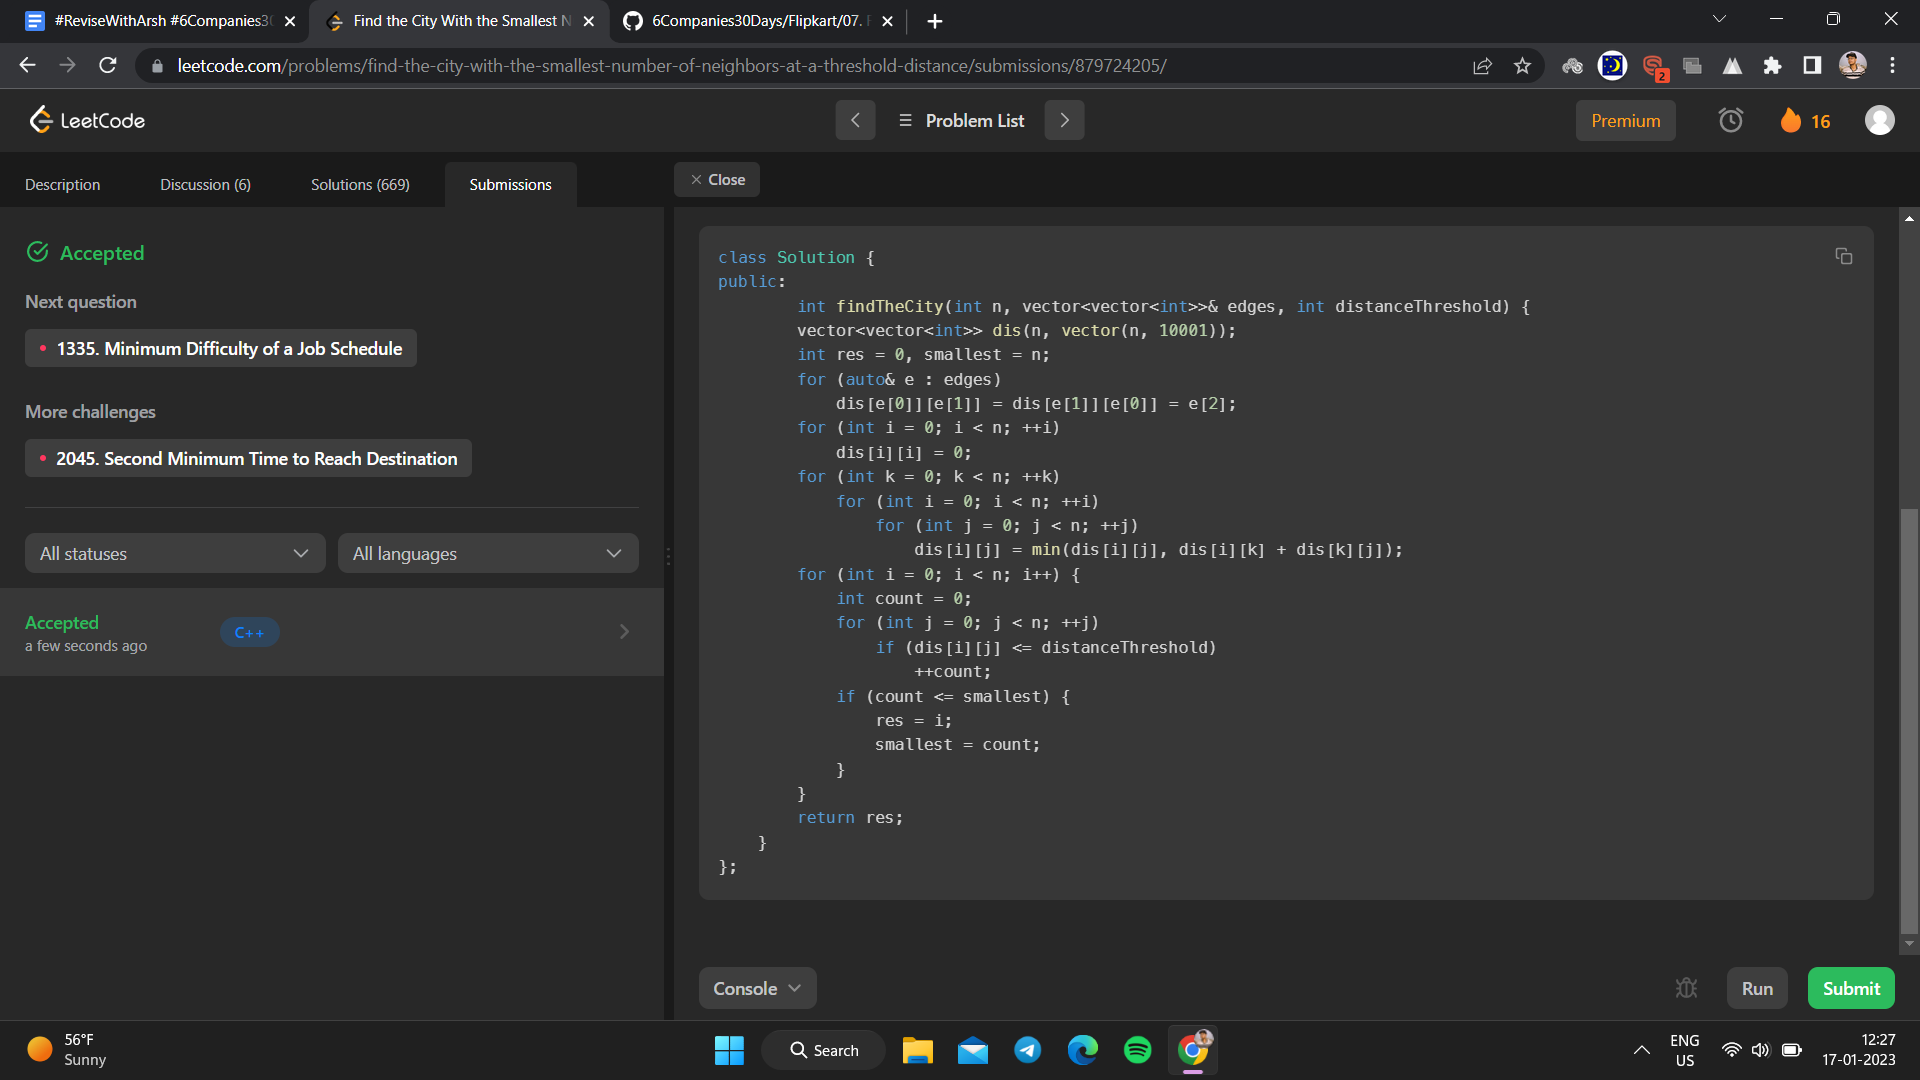 #ReviseWithArsh #6Companies30
Find the City With the Smallest N
6Companies30Days/Flipkart/07.
leetcode.com/problems/find-the-city-with-the-smallest-number-of-neighbors-at-a-threshold-distance/submissions/879724205/
2
LeetCode
Problem List
Premium
16
Description
Discussion (6)
Solutions (669)
Submissions
Close
Accepted
Next question
1335. Minimum Difficulty of a Job Schedule
More challenges
2045. Second Minimum Time to Reach Destination
All statuses
All languages
Accepted
a few seconds ago
C++
class Solution {
public:
        int findTheCity(int n, vector<vector<int>>& edges, int distanceThreshold) {
        vector<vector<int>> dis(n, vector(n, 10001));
        int res = 0, smallest = n;
        for (auto& e : edges)
            dis[e[0]][e[1]] = dis[e[1]][e[0]] = e[2];
        for (int i = 0; i < n; ++i)
            dis[i][i] = 0;
        for (int k = 0; k < n; ++k)
            for (int i = 0; i < n; ++i)
                for (int j = 0; j < n; ++j)
                    dis[i][j] = min(dis[i][j], dis[i][k] + dis[k][j]);
        for (int i = 0; i < n; i++) {
            int count = 0;
            for (int j = 0; j < n; ++j)
                if (dis[i][j] <= distanceThreshold)
                    ++count;
            if (count <= smallest) {
                res = i;
                smallest = count;
            }
        }
        return res;
    }
};
Console
Run
Submit
56°F
Sunny
Search
ENG
US
12:27
17-01-2023